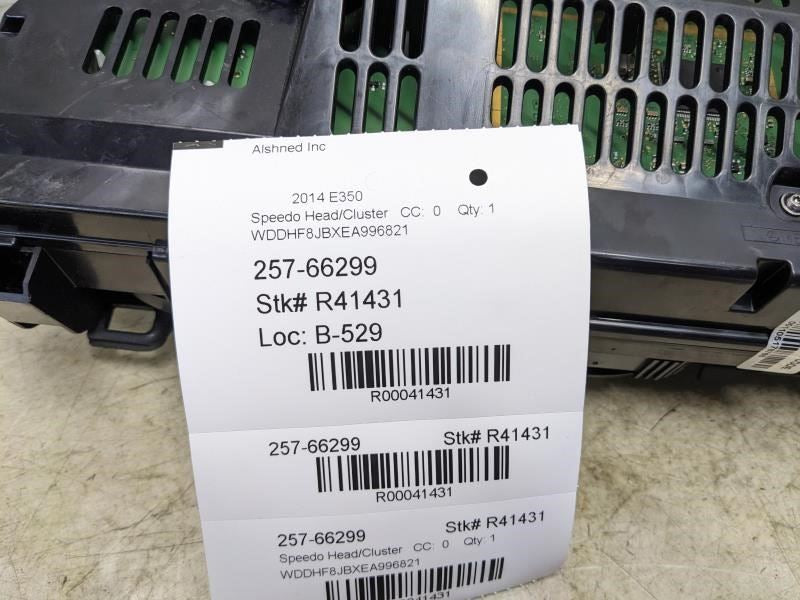 Alshned Inc
2014 E350
Speedo Head/Cluster CC: 0 Qty: 1
WDDHF8JBXEA996821
257-66299
Stk# R41431
Loc: B-529
R00041431
257-66299 Stk# R41431
R00041431
257-66299 Stk# R41431
Speedo Head/Cluster CC: 0 Qty: 1
WDDHF8JBXEA996821
R00041431